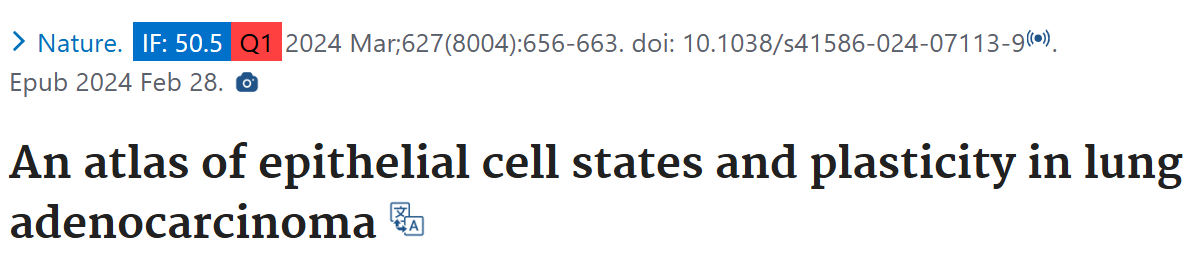 Nature. IF: 50.5 Q1 2024 Mar;627(8004):656-663. doi: 10.1038/s41586-024-07113-9.
Epub 2024 Feb 28.
An atlas of epithelial cell states and plasticity in lung
adenocarcinoma